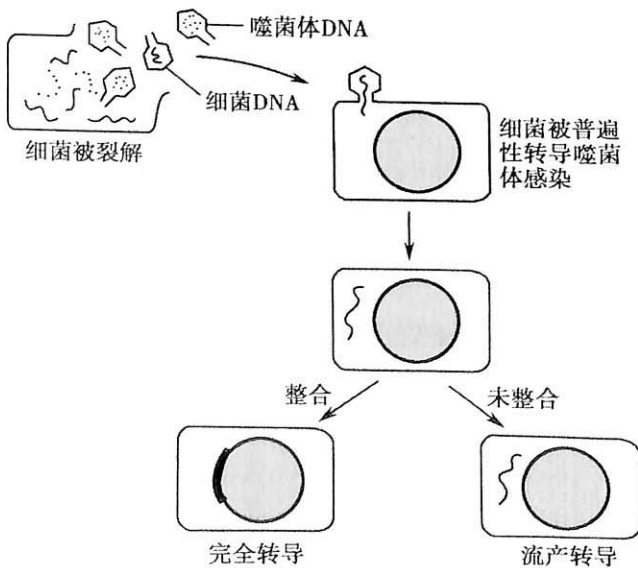 噬菌体DNA
细菌DNA
细菌被裂解
细菌被普遍
性转导噬菌
体感染
整合
未整合
完全转导
流产转导